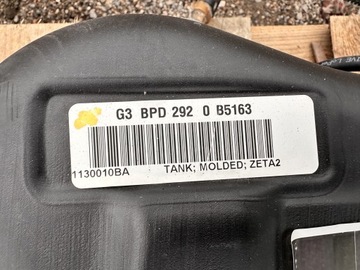 G3 BPD 292 0 B5163
1130010BA TANK; MOLDED; ZETA2